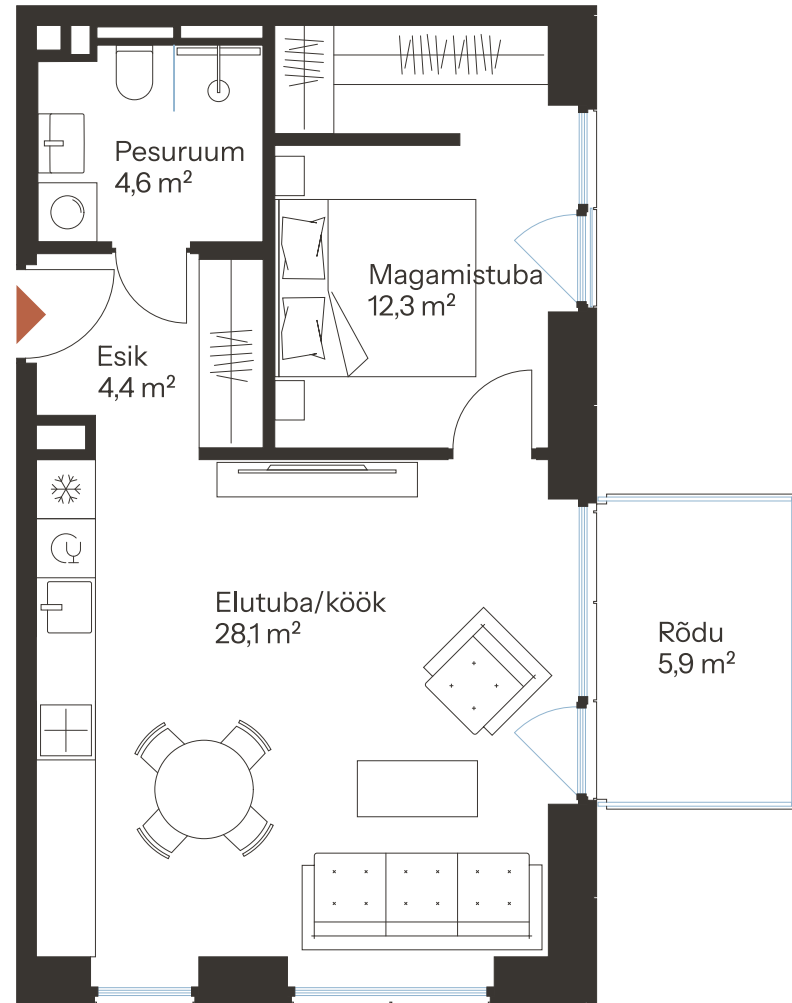 Pesuruum
4,6 m²
Magamistuba
12,3 m²
Esik
4,4 m²
Elutuba/köök
28,1 m²
Rõdu
5,9 m²